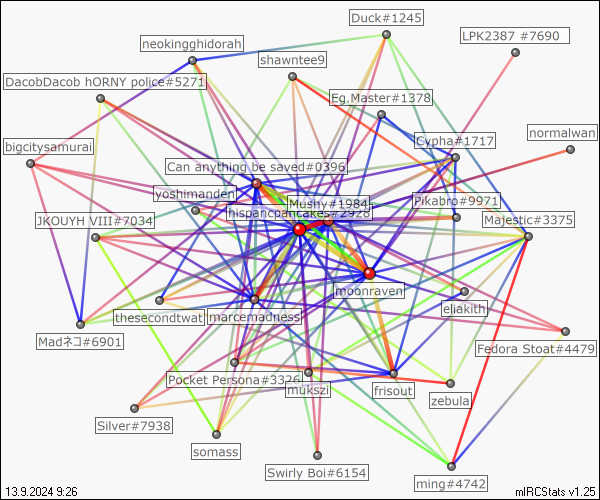 Duck#1245
LPK2387 #7690
neokingghidorah
shawntee9
DacobDacob hORNY police#5271
Eg.Master#1378
normalwan
Cypha#1717
bigcitysamurai
Can anything be saved#0396
yoshimanden
Mushy#1984
Pikabro#9971
hispancpancakes#2928
JKOUYH VIII#7034
Majestic#3375
moonraven
eliakith
thesecondtwat
marcemadness
Madネコ#6901
Fedora Stoat#4479
Pocket Persona#3326
mukszi
frisout
zebula
Silver#7938
somass
Swirly Boi#6154
ming#4742
13.9.2024 9:26
mIRCStats v1.25